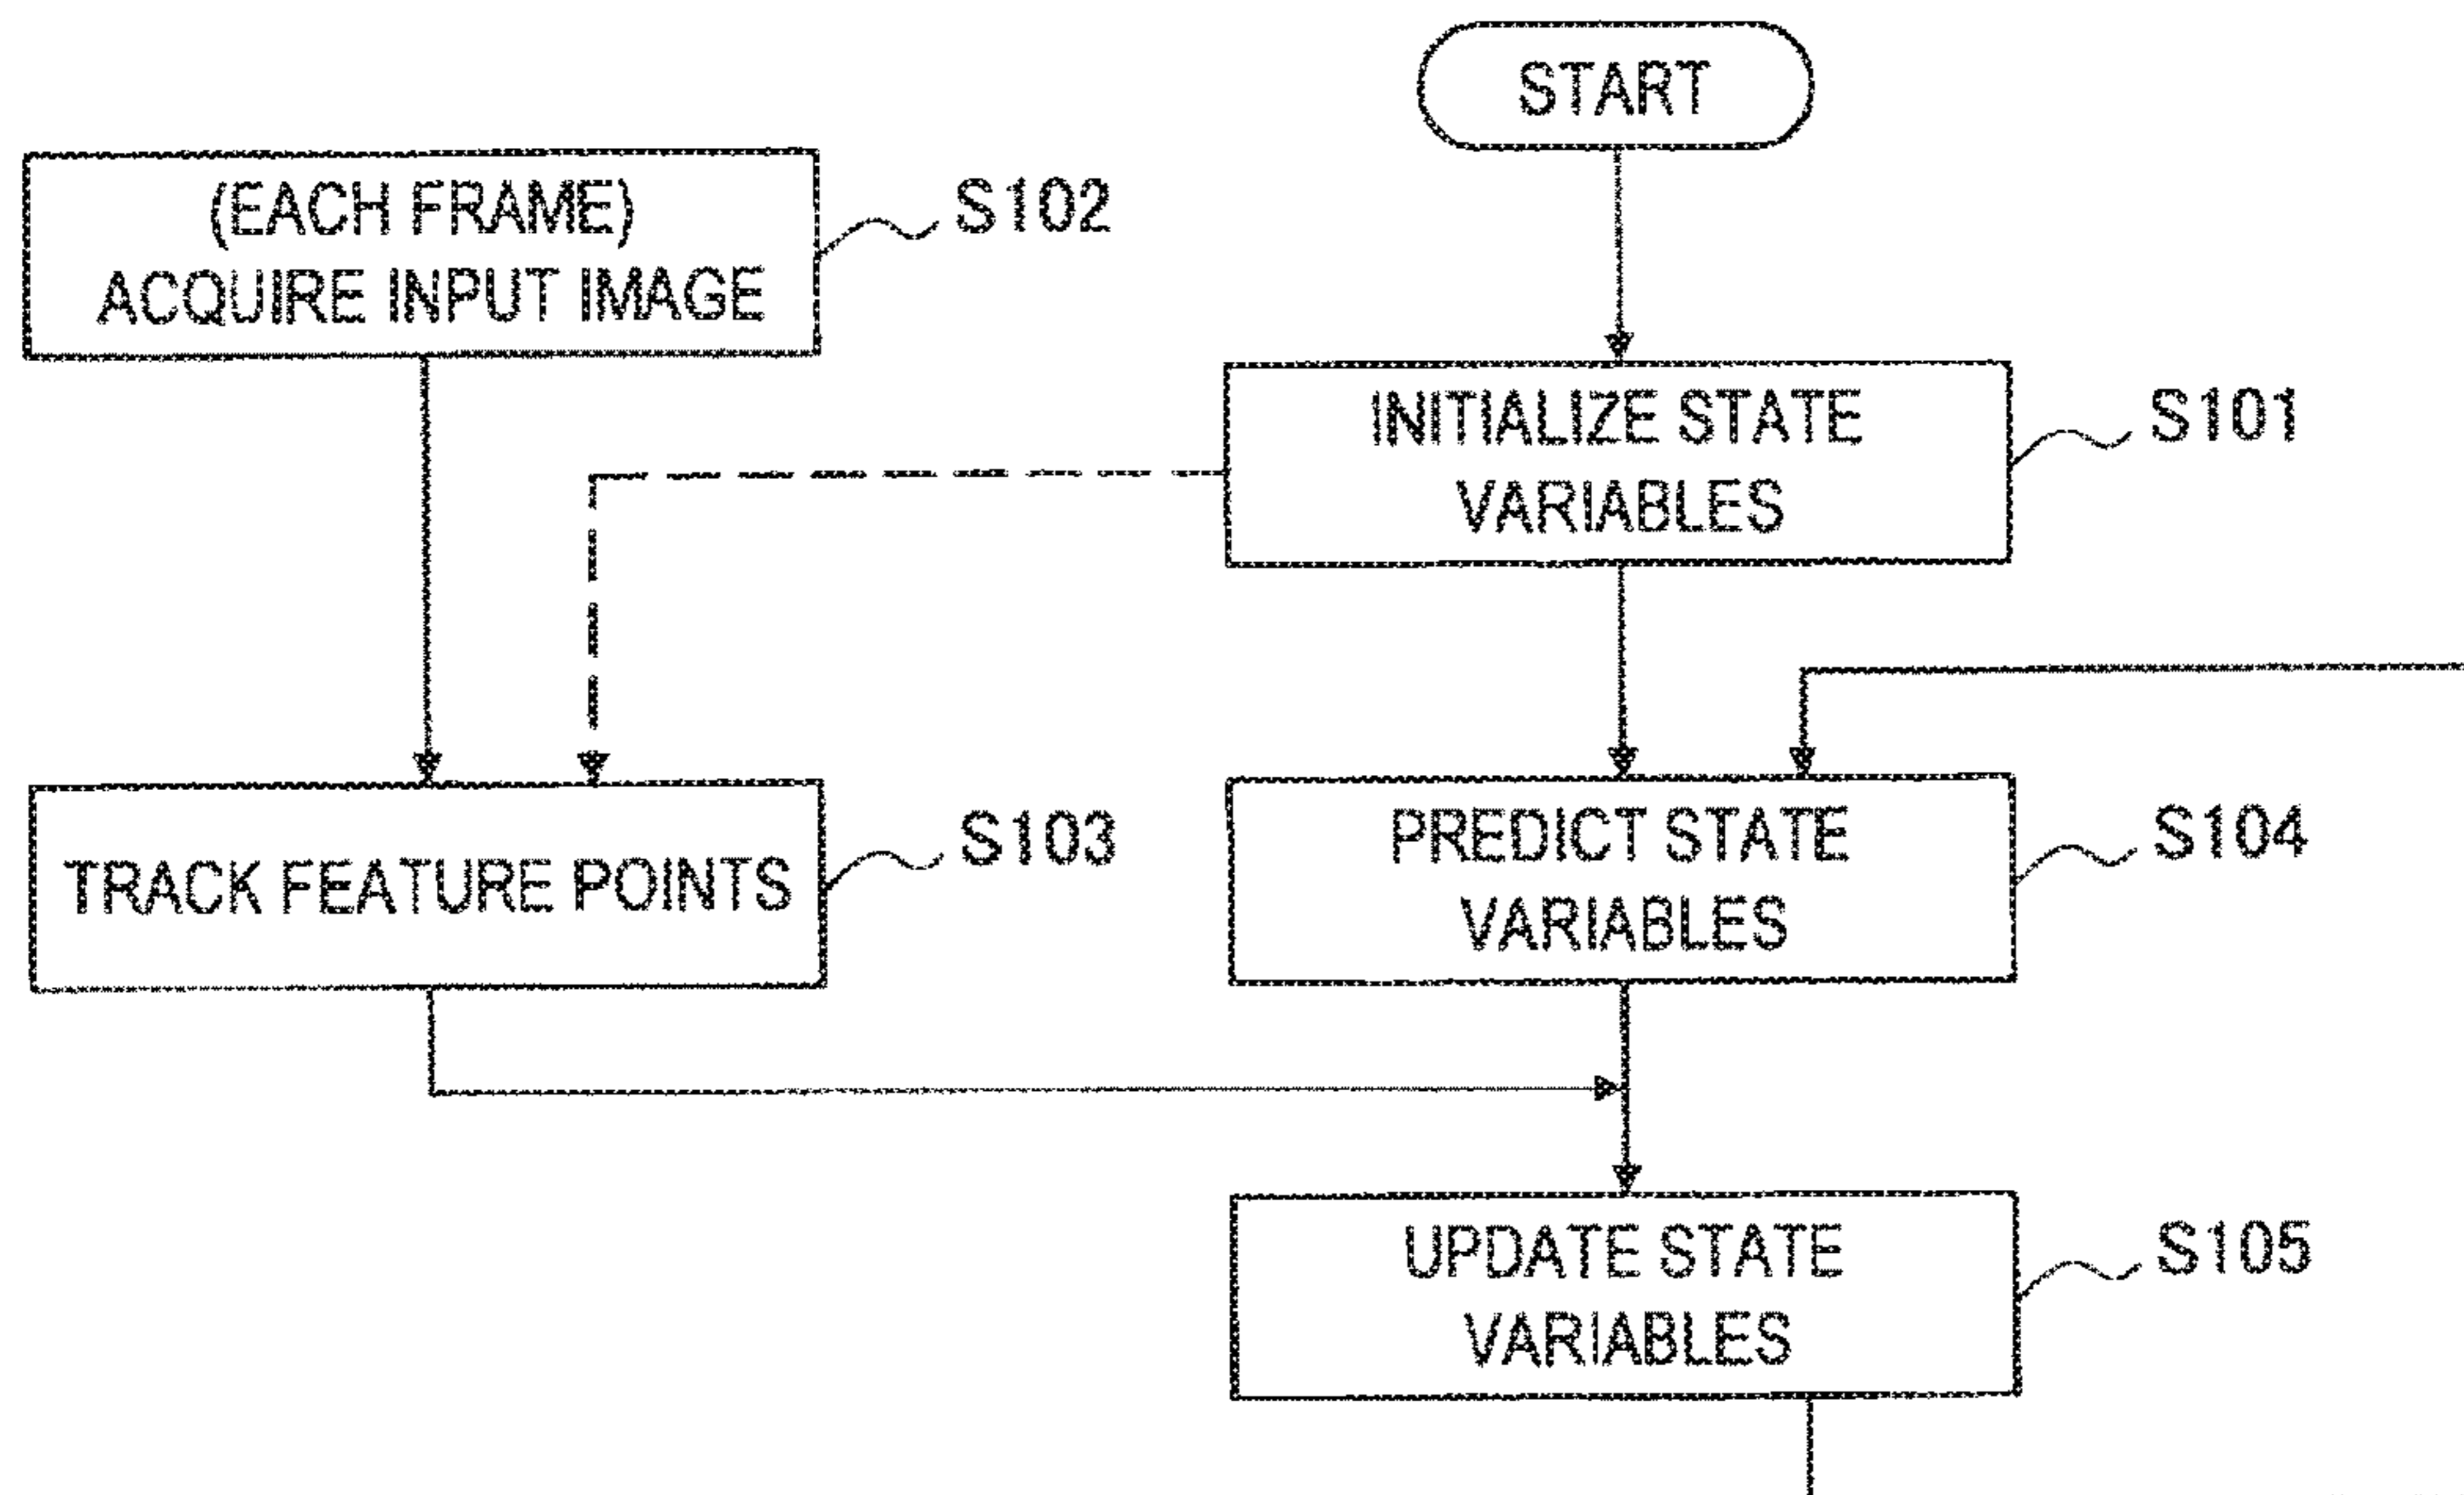 START
(EACH FRAME)
ACQUIRE INPUT IMAGE
S102
INITIALIZE STATE
VARIABLES
S101
TRACK FEATURE POINTS
S103
PREDICT STATE
VARIABLES
S104
UPDATE STATE
VARIABLES
S105